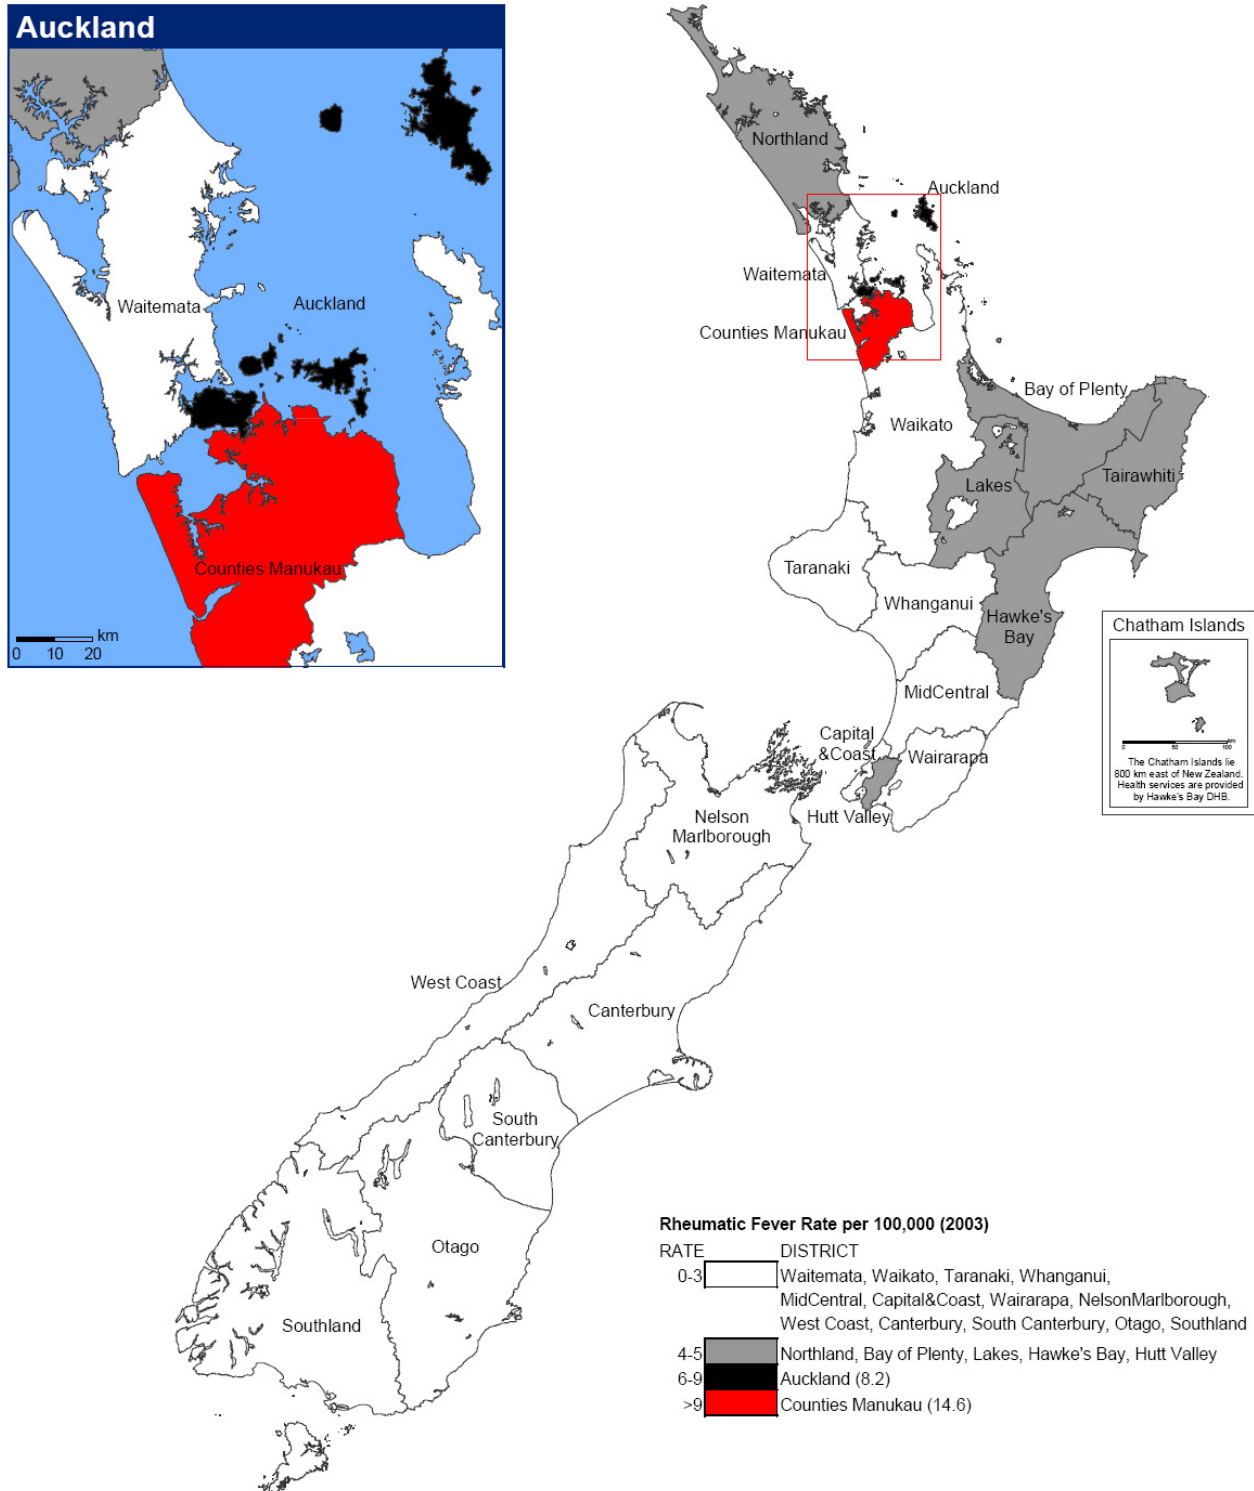 Auckland
Waitemata
Auckland
Counties Manukau
km
0 10 20
Northland
Auckland
Waitemata
Counties Manukau
Bay of Plenty
Waikato
Lakes
Tairawhiti
Taranaki
Whanganui
Hawke's
Bay
MidCentral
Capital
&Coast
Wairarapa
Hutt Valley
Nelson
Marlborough
West Coast
Canterbury
South
Canterbury
Otago
Southland
Chatham Islands
km
0 50 100
The Chatham Islands lie
800 km east of New Zealand.
Health services are provided
by Hawke's Bay DHB.
Rheumatic Fever Rate per 100,000 (2003)
RATE DISTRICT
0-3 Waitemata, Waikato, Taranaki, Whanganui,
MidCentral, Capital&Coast, Wairarapa, NelsonMarlborough,
West Coast, Canterbury, South Canterbury, Otago, Southland
4-5 Northland, Bay of Plenty, Lakes, Hawke's Bay, Hutt Valley
6-9 Auckland (8.2)
>9 Counties Manukau (14.6)